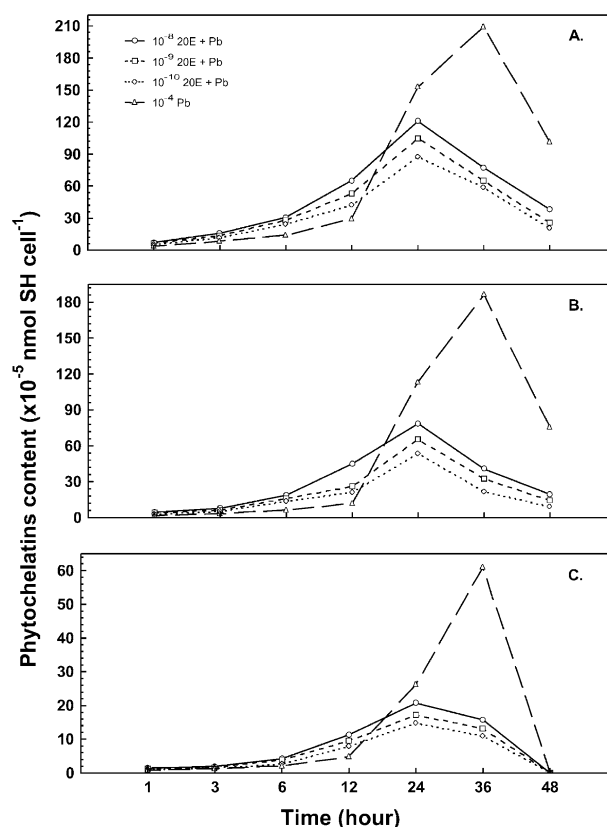 210
180
150
120
90
60
30
0
10⁻⁸ 20E + Pb
10⁻⁹ 20E + Pb
10⁻¹⁰ 20E + Pb
10⁻⁴ Pb
A.
180
150
120
90
60
30
0
B.
60
50
40
30
20
10
0
C.
Phytochelatins content (x10⁻⁵ nmol SH cell⁻¹)
1 3 6 12 24 36 48
Time (hour)